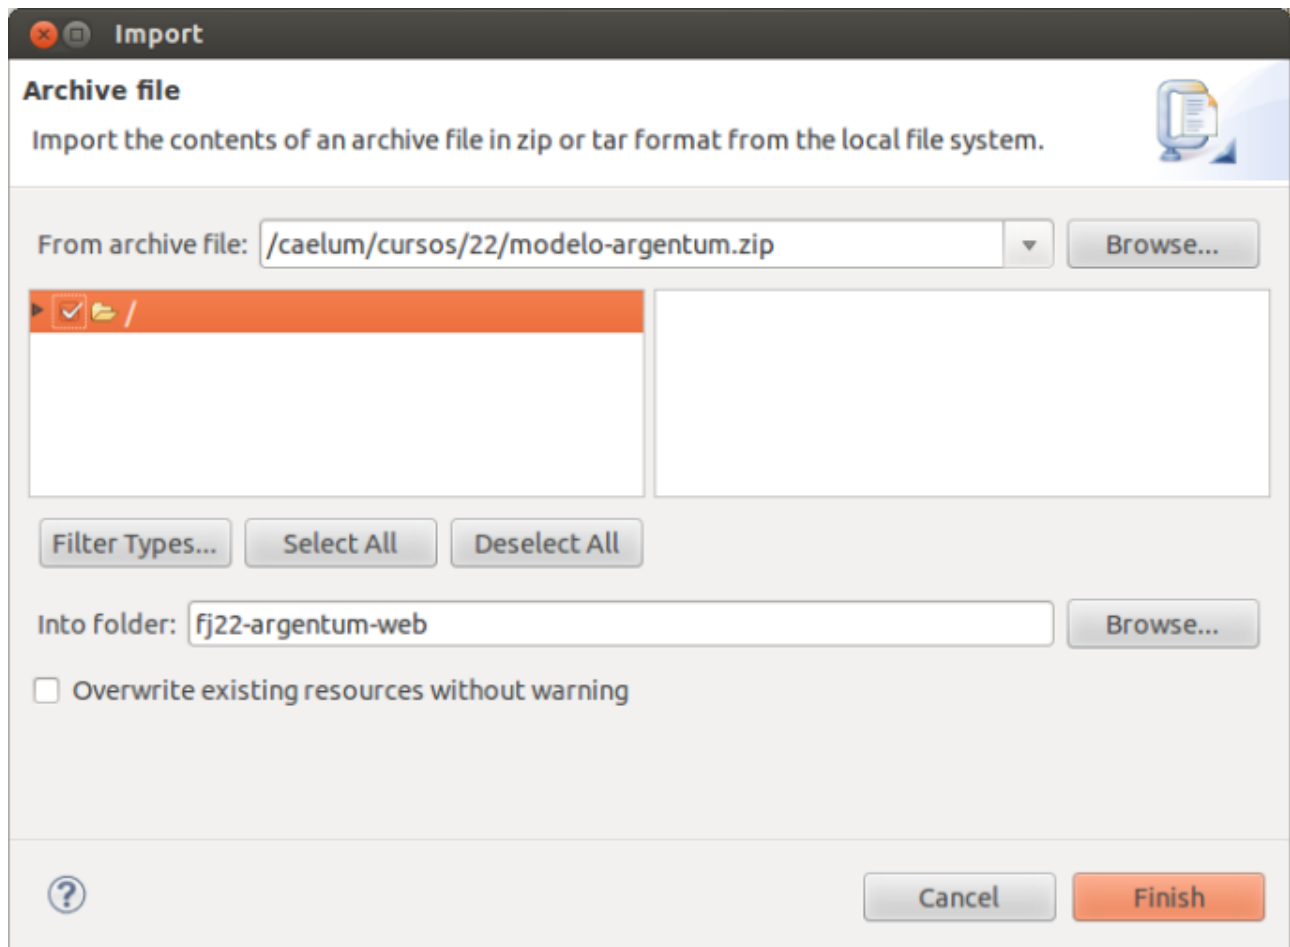 Import
Archive file
Import the contents of an archive file in zip or tar format from the local file system.
From archive file: /caelum/cursos/22/modelo-argentum.zip Browse...
/
Filter Types... Select All Deselect All
Into folder: fj22-argentum-web Browse...
Overwrite existing resources without warning
? Cancel Finish